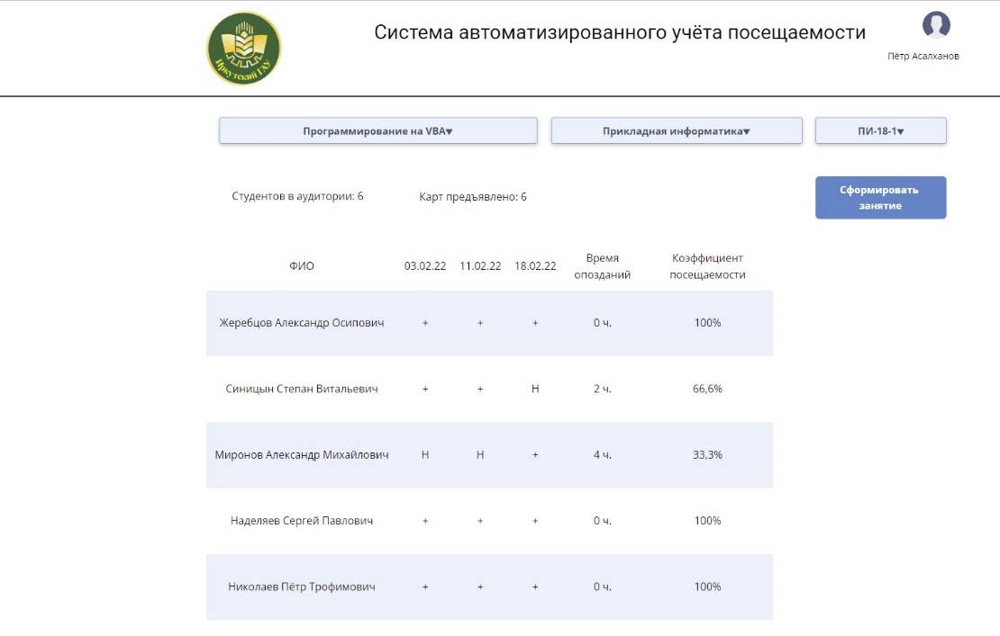 Иркутский ГАУ
Система автоматизированного учёта посещаемости
Пётр Асалханов
Программирование на VBA▼
Прикладная информатика▼
ПИ-18-1▼
Студентов в аудитории: 6
Карт предъявлено: 6
Сформировать
занятие
ФИО 03.02.22 11.02.22 18.02.22 Время опозданий Коэффициент посещаемости
Жеребцов Александр Осипович + + + 0 ч. 100%
Синицын Степан Витальевич + + Н 2 ч. 66,6%
Миронов Александр Михайлович Н Н + 4 ч. 33,3%
Наделяев Сергей Павлович + + + 0 ч. 100%
Николаев Пётр Трофимович + + + 0 ч. 100%